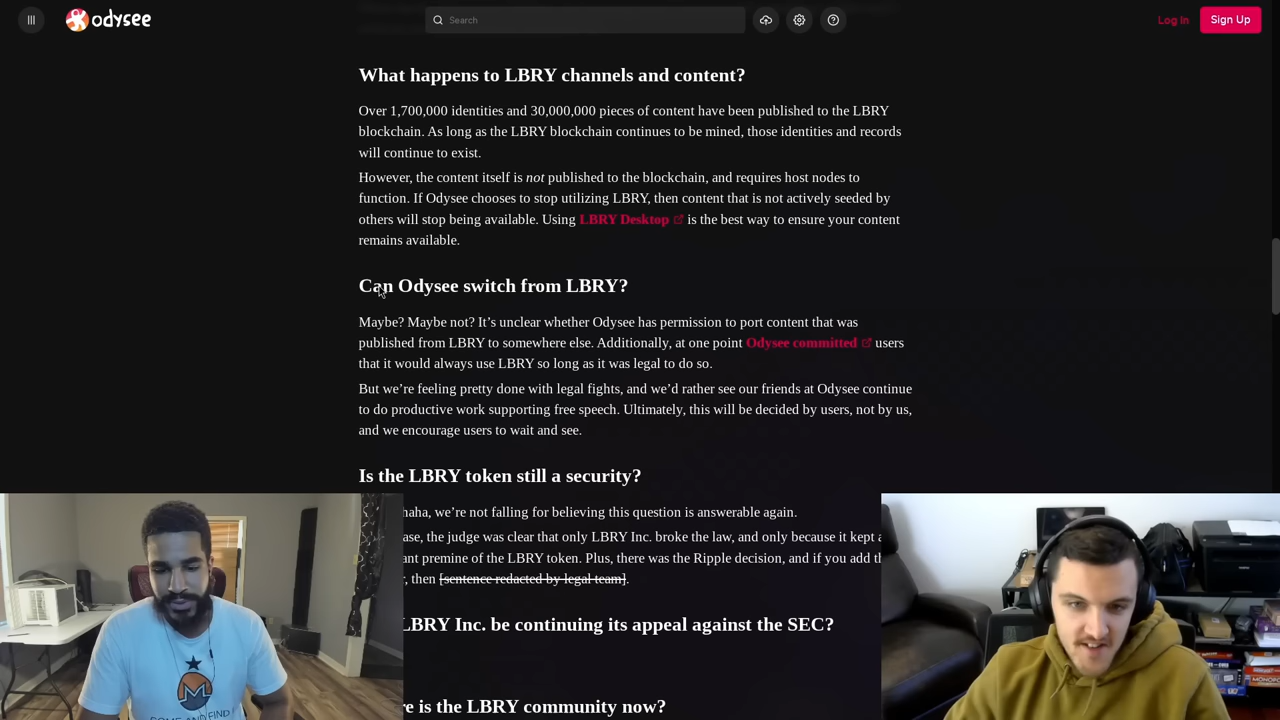 odysee
Search
Log In
Sign Up
What happens to LBRY channels and content?
Over 1,700,000 identities and 30,000,000 pieces of content have been published to the LBRY
blockchain. As long as the LBRY blockchain continues to be mined, those identities and records
will continue to exist.
However, the content itself is not published to the blockchain, and requires host nodes to
function. If Odysee chooses to stop utilizing LBRY, then content that is not actively seeded by
others will stop being available. Using LBRY Desktop is the best way to ensure your content
remains available.
Can Odysee switch from LBRY?
Maybe? Maybe not? It’s unclear whether Odysee has permission to port content that was
published from LBRY to somewhere else. Additionally, at one point Odysee committed users
that it would always use LBRY so long as it was legal to do so.
But we’re feeling pretty done with legal fights, and we’d rather see our friends at Odysee continue
to do productive work supporting free speech. Ultimately, this will be decided by users, not by us,
and we encourage users to wait and see.
Is the LBRY token still a security?
haha, we’re not falling for believing this question is answerable again.
ase, the judge was clear that only LBRY Inc. broke the law, and only because it kept a
ant premine of the LBRY token. Plus, there was the Ripple decision, and if you add th
, then [sentence redacted by legal team].
LBRY Inc. be continuing its appeal against the SEC?
re is the LBRY community now?
COME AND FIND